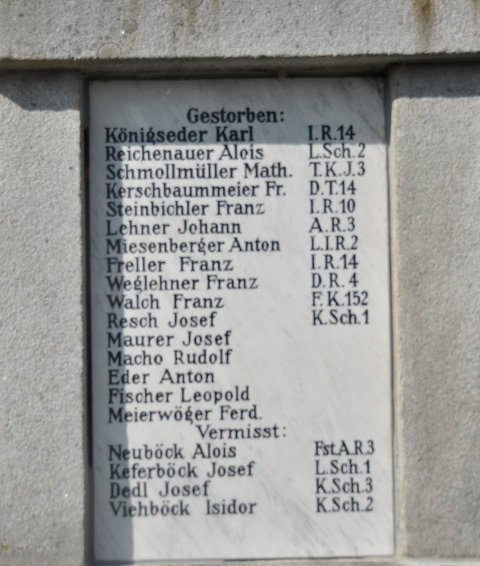 Gestorben:
Königseder Karl I.R.14
Reichenauer Alois L.Sch.2
Schmollmüller Math. T.K.J.3
Kerschbaummeier Fr. D.T.14
Steinbichler Franz I.R.10
Lehner Johann A.R.3
Miesenberger Anton L.I.R.2
Freller Franz I.R.14
Weglehner Franz D.R.4
Walch Franz F.K.152
Resch Josef K.Sch.1
Maurer Josef
Macho Rudolf
Eder Anton
Fischer Leopold
Meierwöger Ferd.
Vermisst:
Neuböck Alois Fst.A.R.3
Keferböck Josef L.Sch.1
Dedl Josef K.Sch.3
Viehböck Isidor K.Sch.2